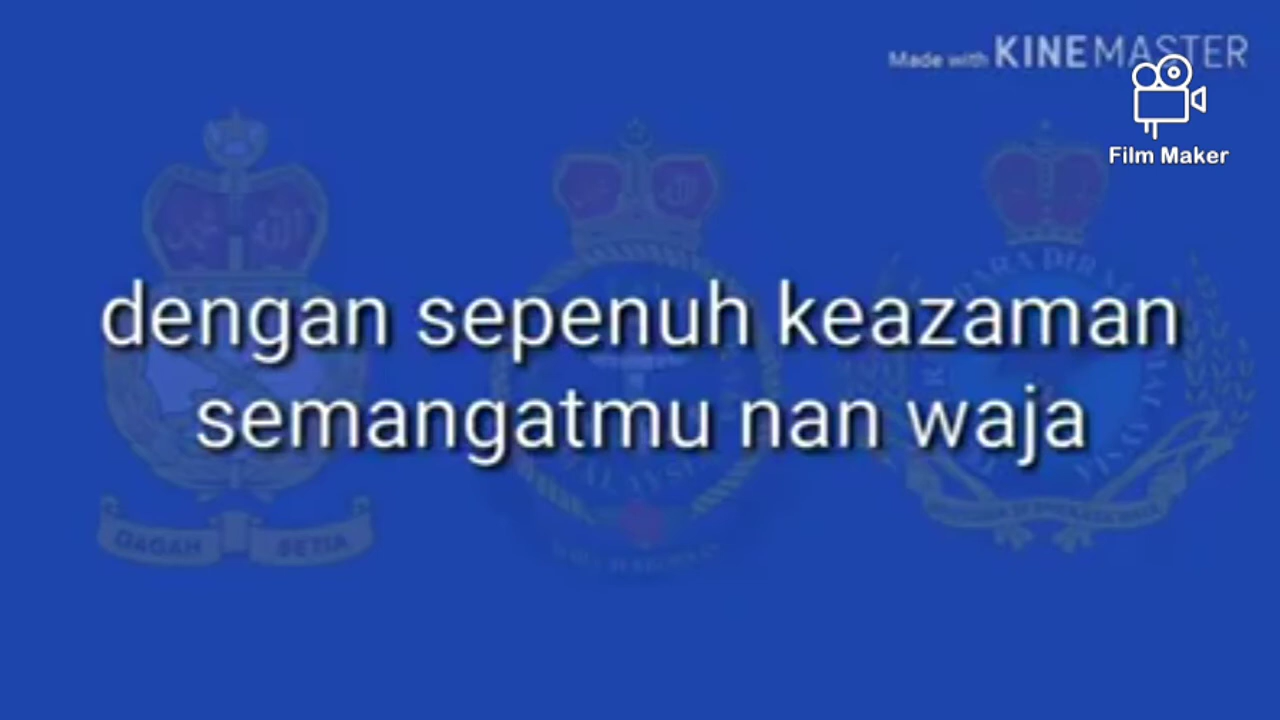 Made with KINEMASTER
Film Maker
dengan sepenuh keazaman
semangatmu nan waja
GAGAH SETIA